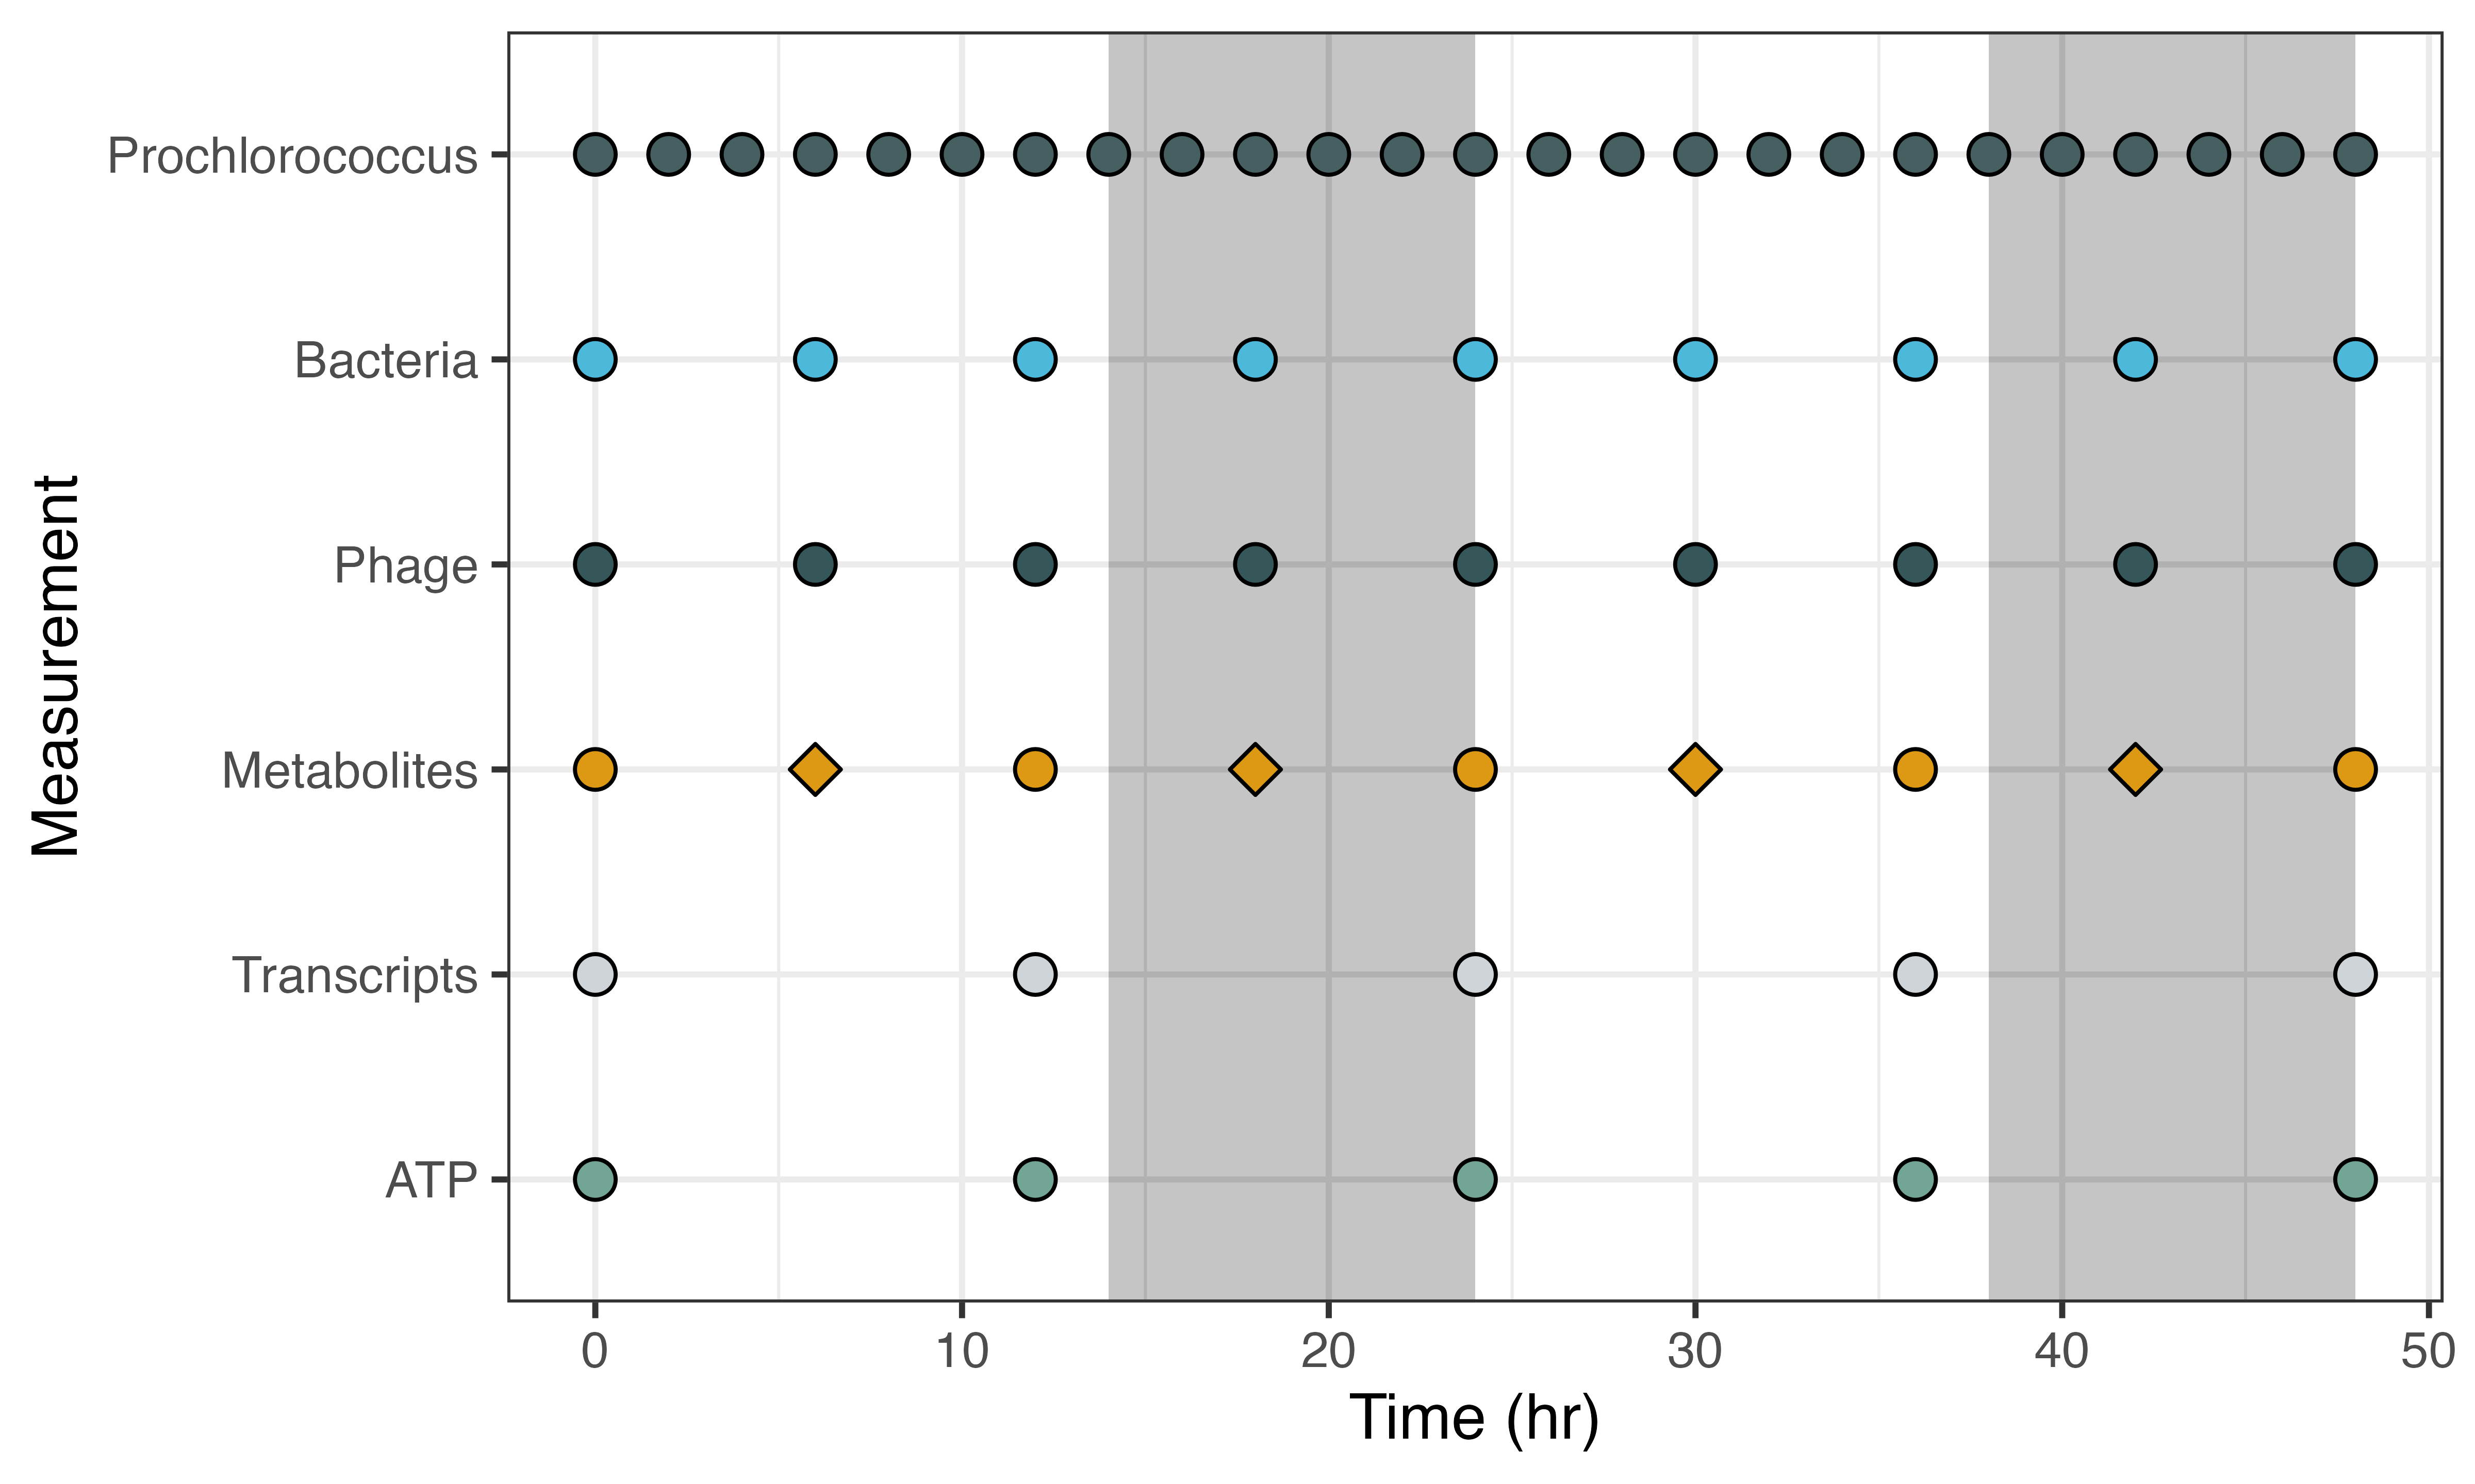 Measurement
Prochlorococcus
Bacteria
Phage
Metabolites
Transcripts
ATP
0 10 20 30 40 50
Time (hr)